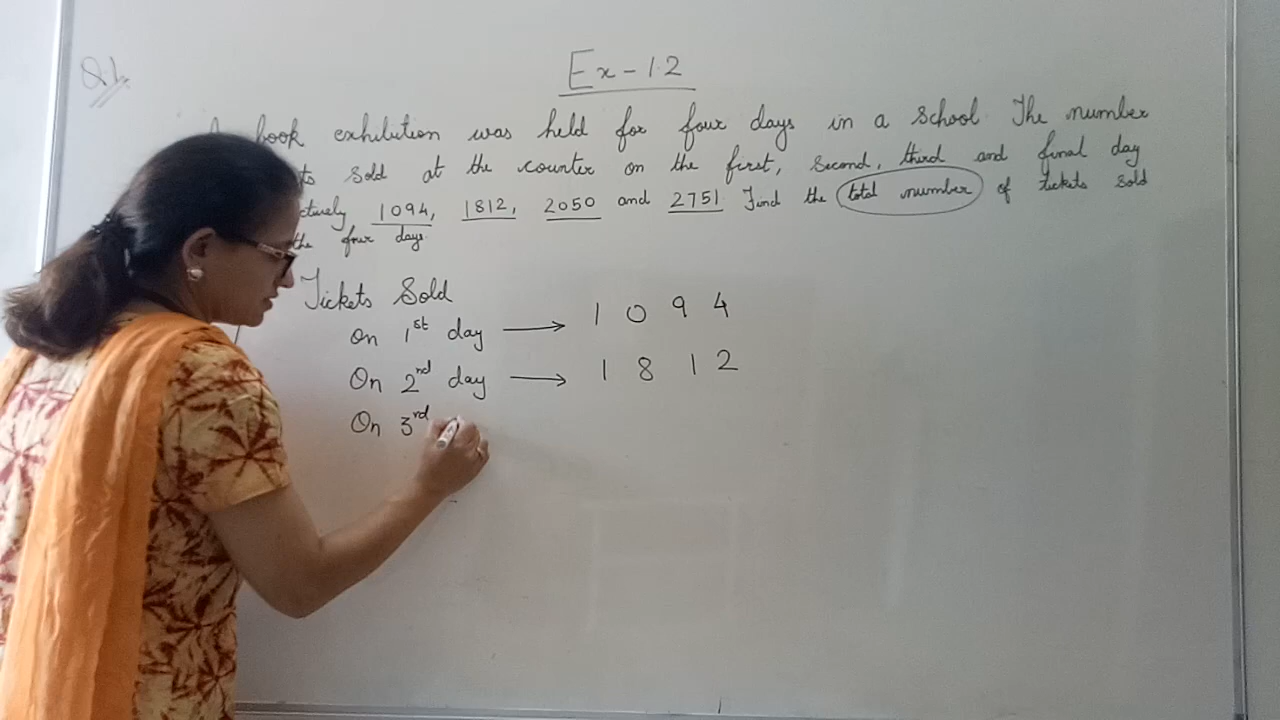 Ex-1.2
Q1.
book exhibition was held for four days in a school. The number
sold at the counter on the first, second, third and final day
1094, 1812, 2050 and 2751. Find the total number of tickets sold
the four days.
Tickets Sold
On 1st day → 1 0 9 4
On 2nd day → 1 8 1 2
On 3rd